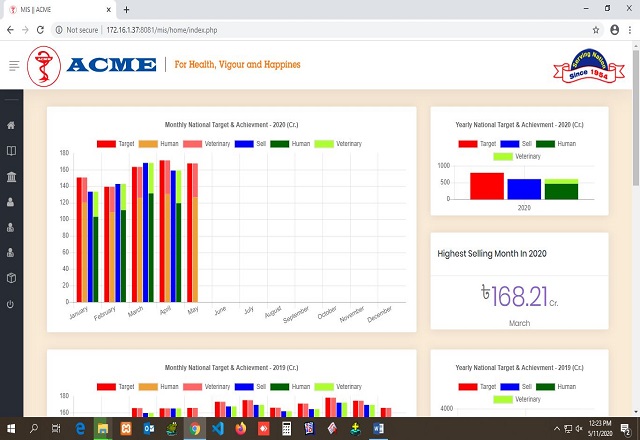 MIS || ACME
Not secure | 172.16.1.37:8081/mis/home/index.php
ACME
For Health, Vigour and Happines
Serving Nation
Since 1954
Monthly National Target & Achievment - 2020 (Cr.)
Target Human Veterinary Sell Human Veterinary
180
160
140
120
100
80
60
40
20
0
January February March April May June July August September October November December
Yearly National Target & Achievment - 2020 (Cr.)
Target Sell Human
Veterinary
1000
500
0
2020
Highest Selling Month In 2020
৳168.21 Cr.
March
Monthly National Target & Achievment - 2019 (Cr.)
Target Human Veterinary Sell Human Veterinary
180
160
Yearly National Target & Achievment - 2019 (Cr.)
Target Sell Human
Veterinary
4000
12:23 PM
5/11/2020